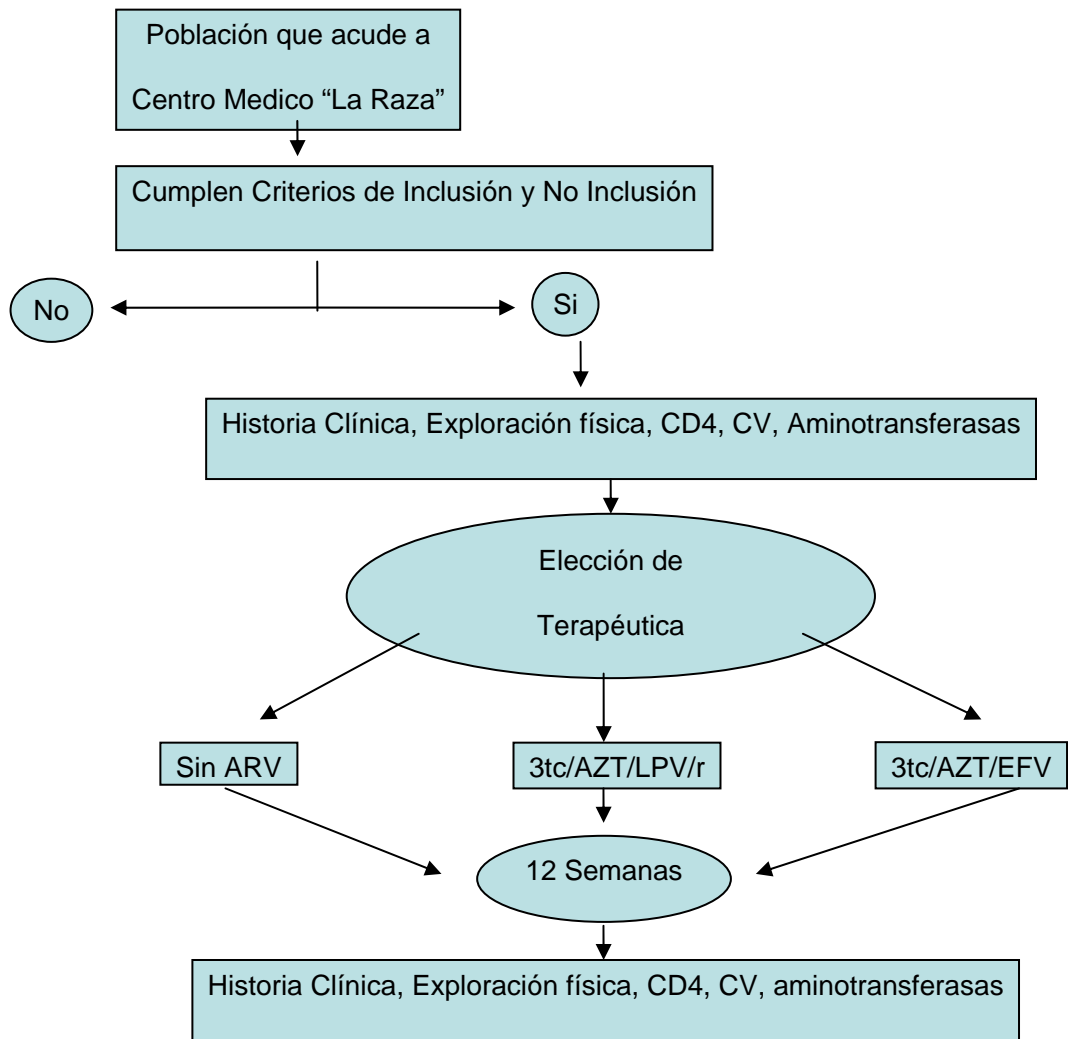 Población que acude a
Centro Medico “La Raza”
Cumplen Criterios de Inclusión y No Inclusión
No
Si
Historia Clínica, Exploración física, CD4, CV, Aminotransferasas
Elección de
Terapéutica
Sin ARV
3tc/AZT/LPV/r
3tc/AZT/EFV
12 Semanas
Historia Clínica, Exploración física, CD4, CV, aminotransferasas